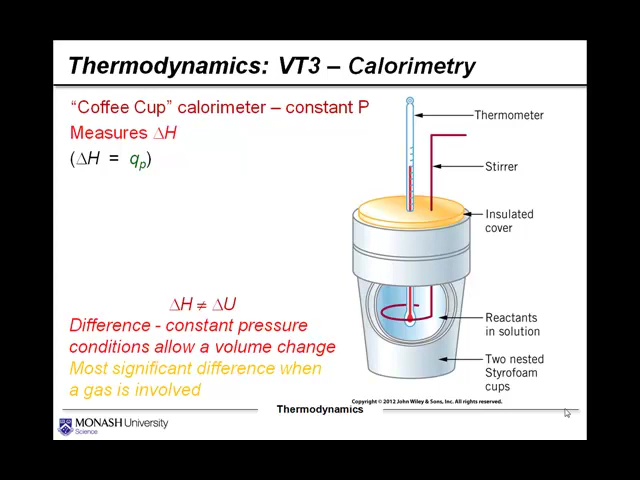 Thermodynamics: VT3 – Calorimetry
“Coffee Cup” calorimeter – constant P
Measures ΔH
(ΔH = qp)
Thermometer
Stirrer
Insulated
cover
Reactants
in solution
Two nested
Styrofoam
cups
ΔH ≠ ΔU
Difference - constant pressure
conditions allow a volume change
Most significant difference when
a gas is involved
Copyright © 2012 John Wiley & Sons, Inc. All rights reserved.
Thermodynamics
MONASH University
Science